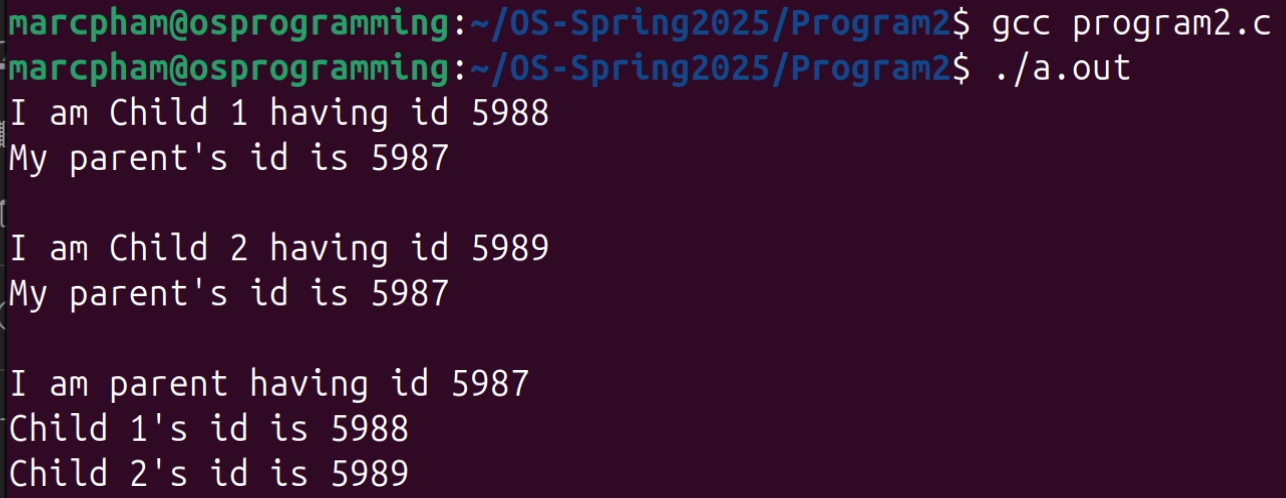 marcpham@osprogramming:~/OS-Spring2025/Program2$ gcc program2.c
marcpham@osprogramming:~/OS-Spring2025/Program2$ ./a.out
I am Child 1 having id 5988
My parent's id is 5987
I am Child 2 having id 5989
My parent's id is 5987
I am parent having id 5987
Child 1's id is 5988
Child 2's id is 5989